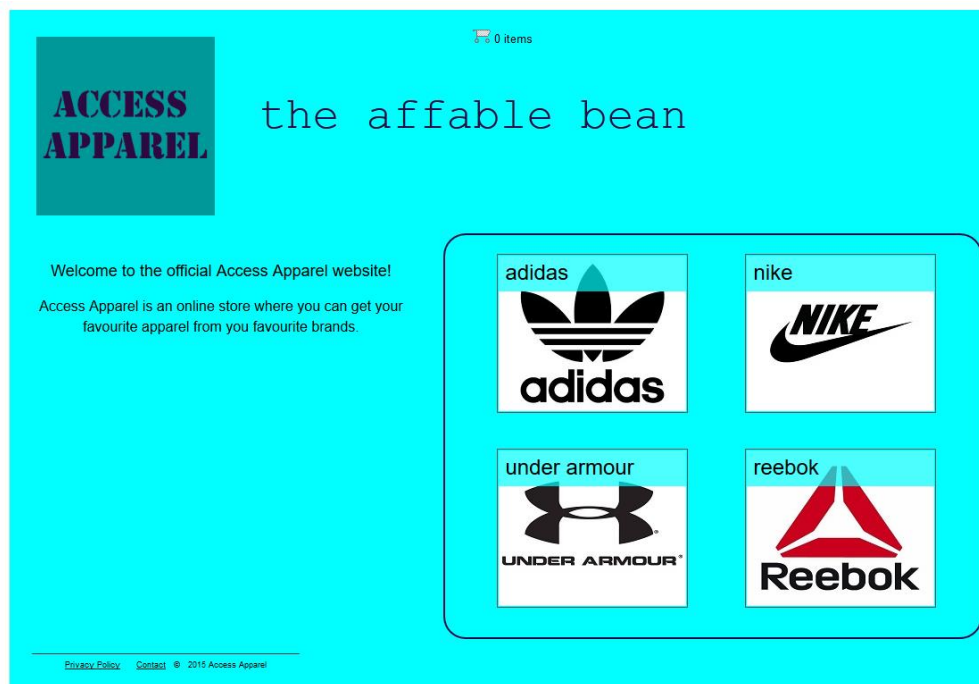 0 items
ACCESS
APPAREL
the affable bean
Welcome to the official Access Apparel website!
Access Apparel is an online store where you can get your
favourite apparel from you favourite brands.
adidas
adidas
nike
NIKE
under armour
UNDER ARMOUR
reebok
Reebok
Privacy Policy Contact © 2015 Access Apparel